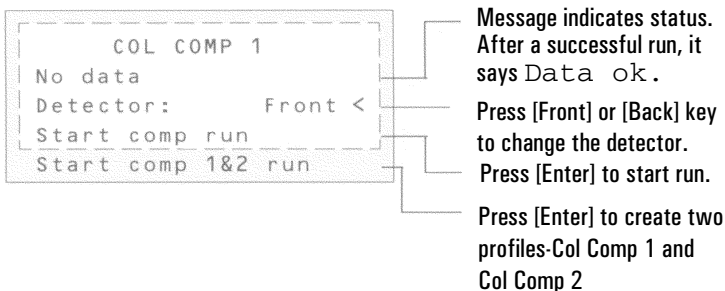 COL COMP 1
No data
Detector: Front <
Start comp run
Start comp 1&2 run
Message indicates status.
After a successful run, it
says Data ok.
Press [Front] or [Back] key
to change the detector.
Press [Enter] to start run.
Press [Enter] to create two
profiles-Col Comp 1 and
Col Comp 2